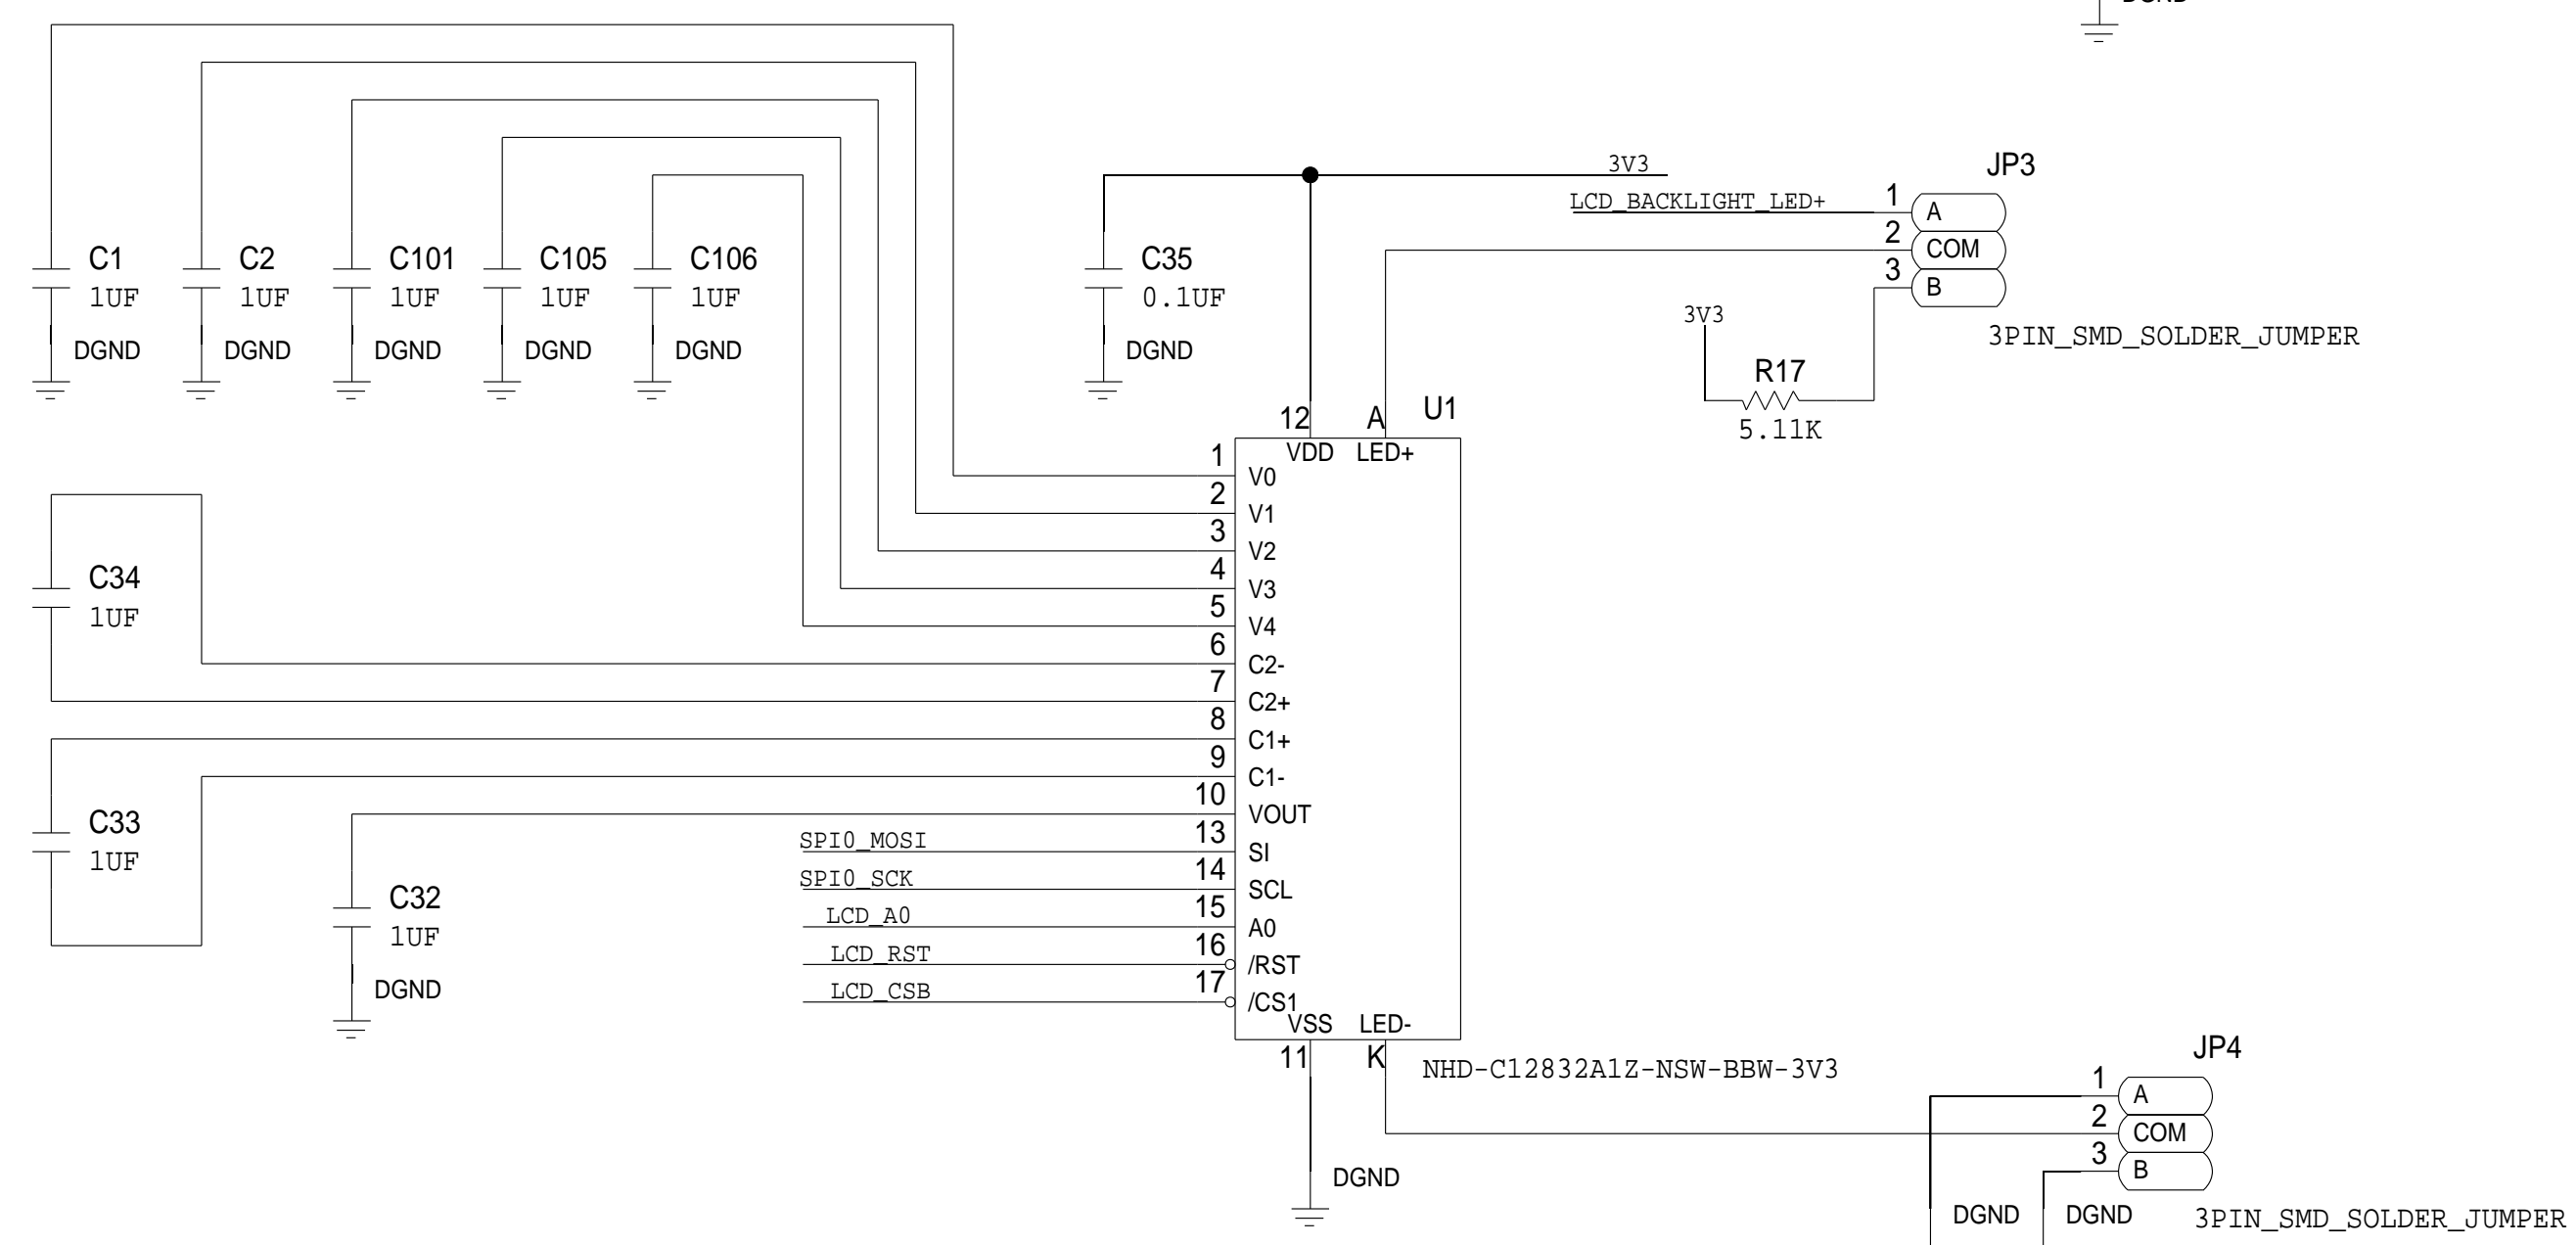 DGND
3V3
JP3
LCD_BACKLIGHT_LED+
1
A
2
COM
3
B
3PIN_SMD_SOLDER_JUMPER
C1
1UF
DGND
C2
1UF
DGND
C101
1UF
DGND
C105
1UF
DGND
C106
1UF
DGND
C35
0.1UF
DGND
3V3
R17
5.11K
12
A
U1
VDD
LED+
1
V0
2
V1
3
V2
4
V3
5
V4
6
C2-
7
C2+
8
C1+
9
C1-
10
VOUT
13
SI
14
SCL
15
A0
16
/RST
17
/CS1
VSS
LED-
11
K
C34
1UF
C33
1UF
C32
1UF
DGND
SPI0_MOSI
SPI0_SCK
LCD_A0
LCD_RST
LCD_CSB
NHD-C12832A1Z-NSW-BBW-3V3
DGND
JP4
1
A
2
COM
3
B
DGND
DGND
3PIN_SMD_SOLDER_JUMPER